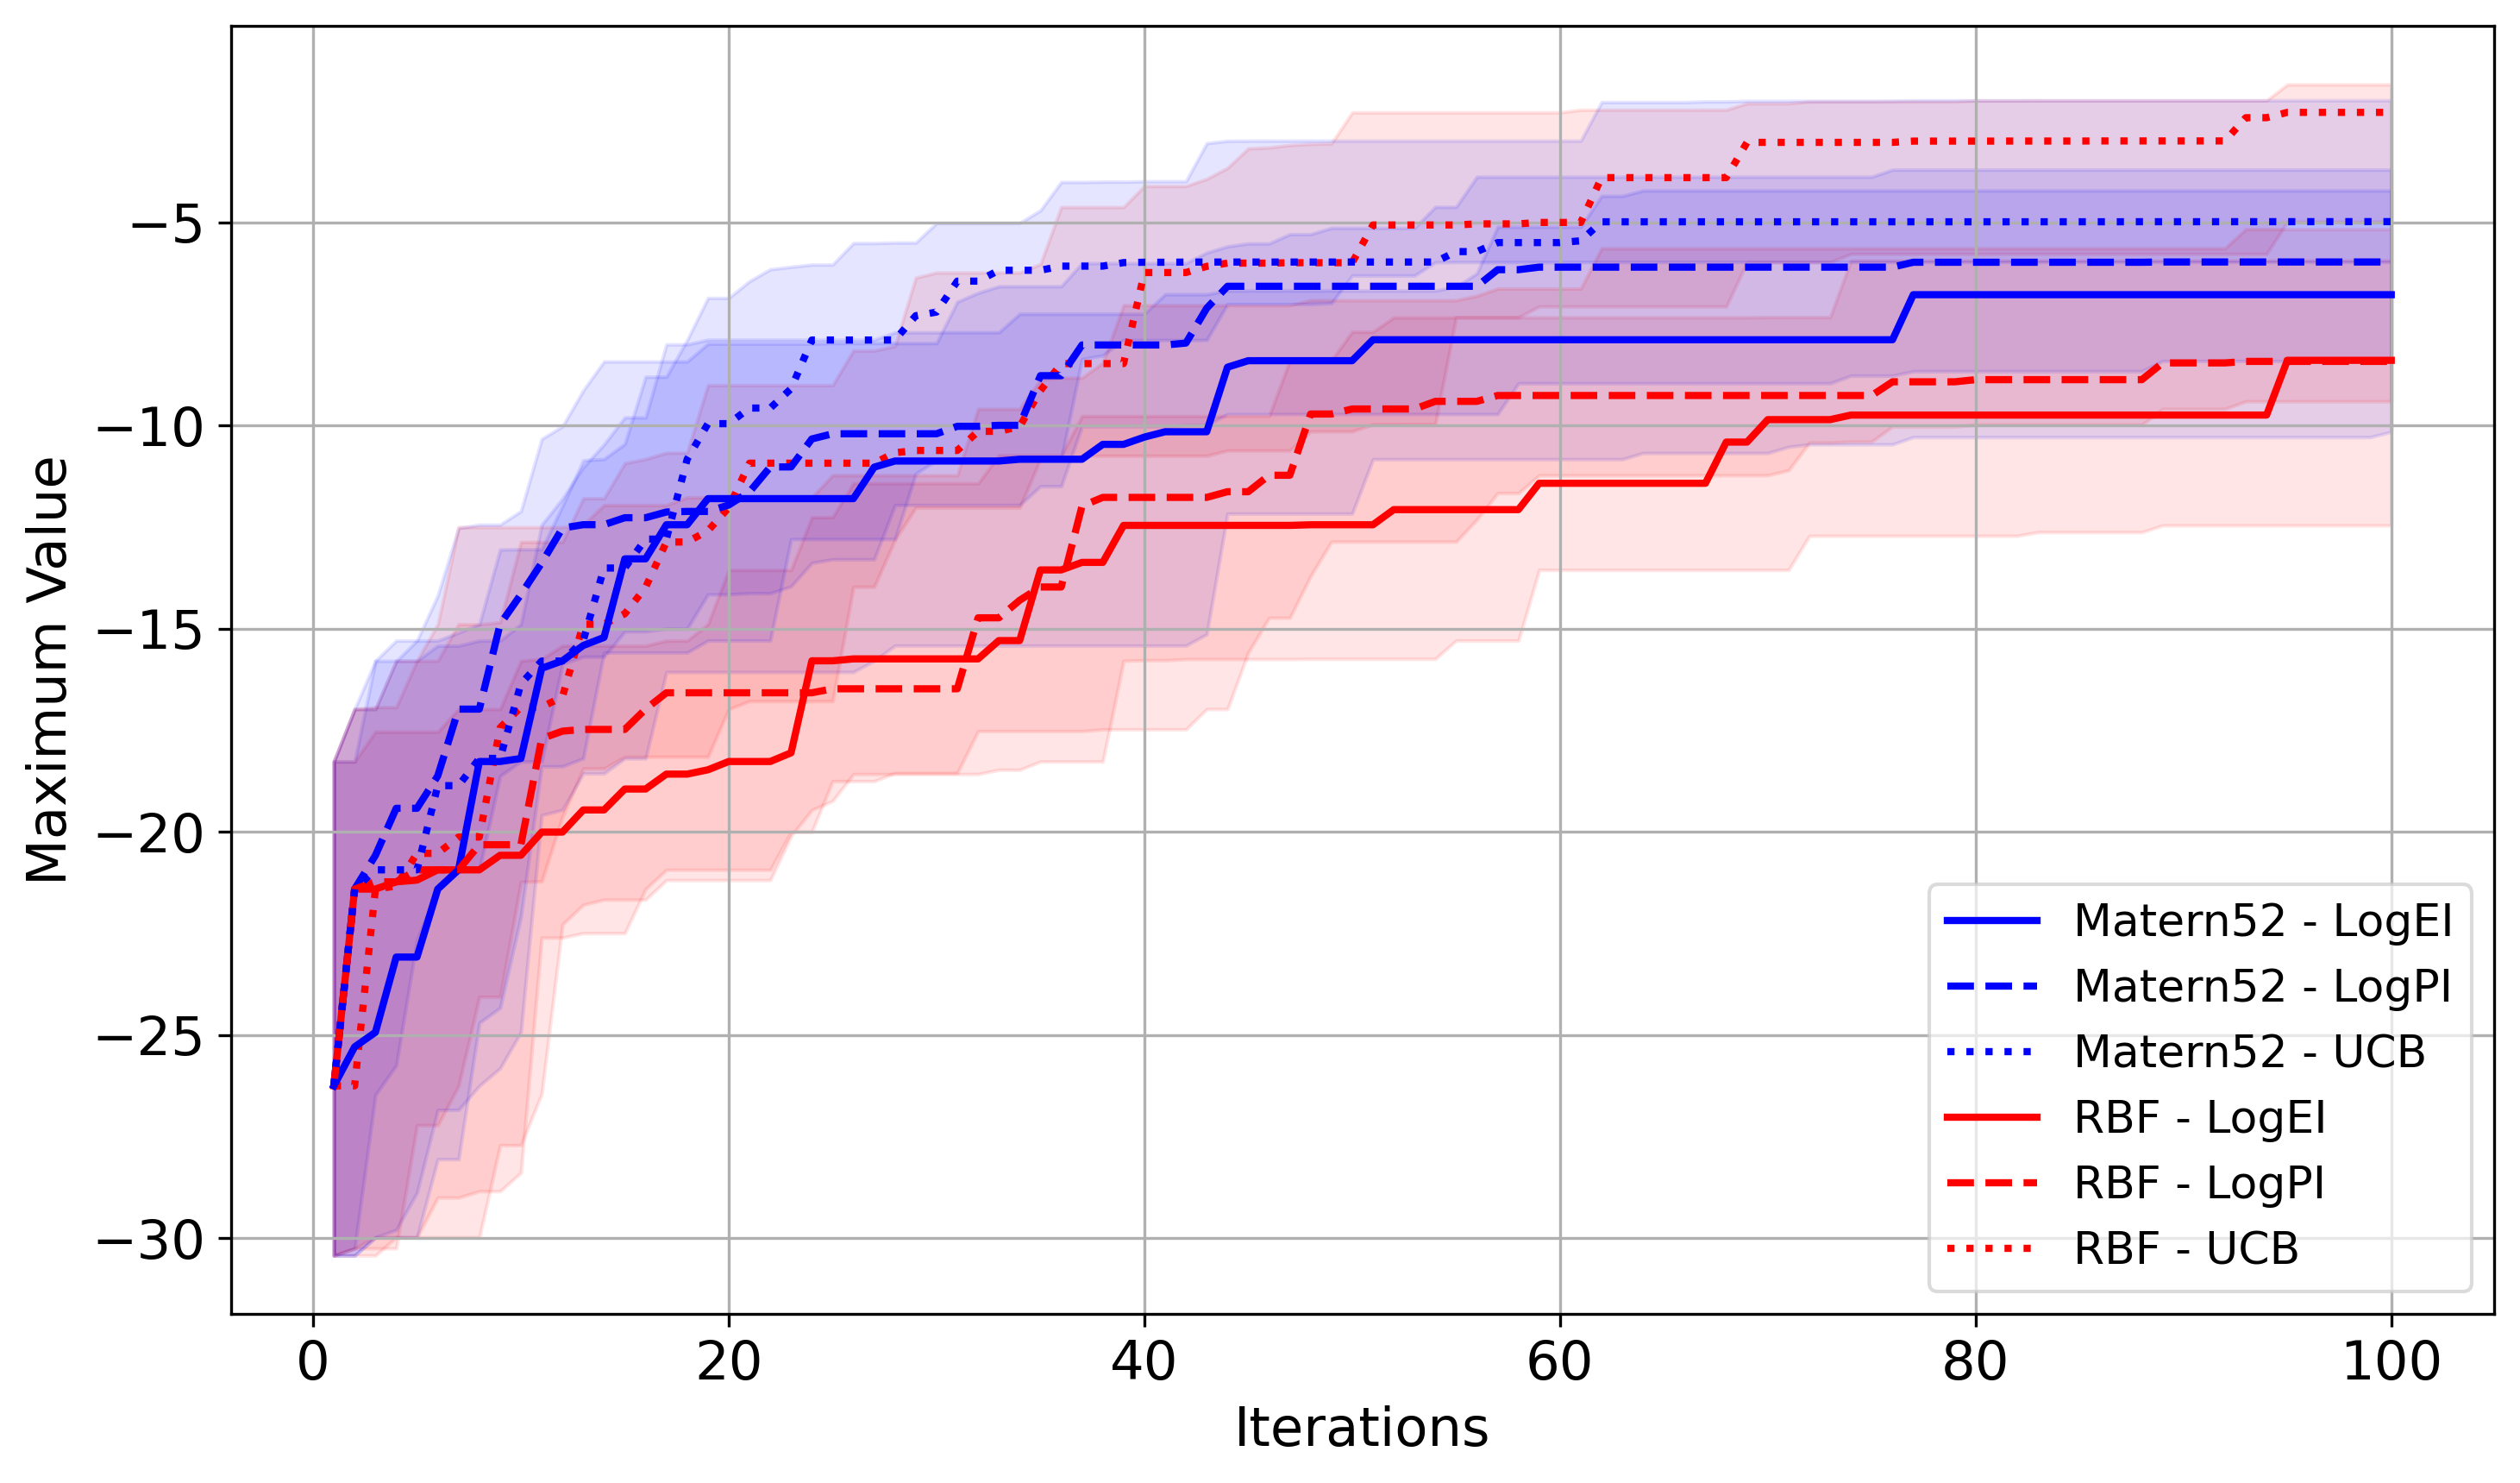 Maximum Value
−5
−10
−15
−20
−25
−30
0 20 40 60 80 100
Iterations
Matern52 - LogEI
Matern52 - LogPI
Matern52 - UCB
RBF - LogEI
RBF - LogPI
RBF - UCB